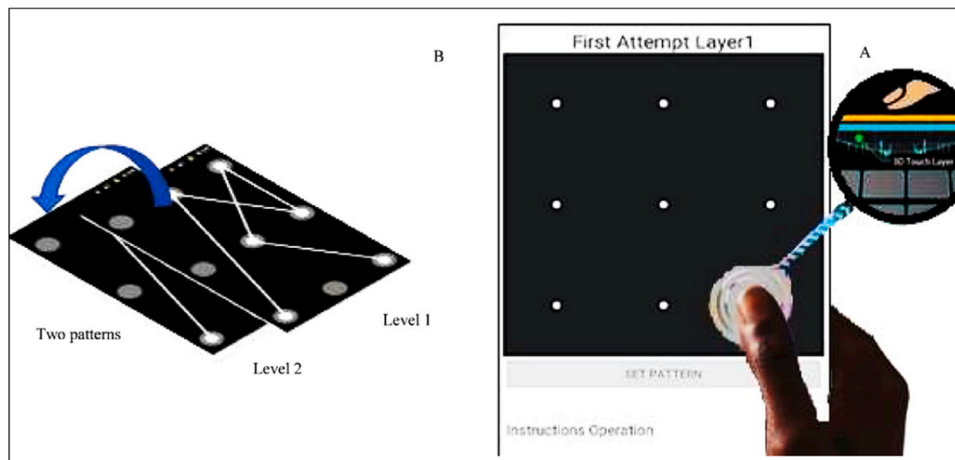 B
Two patterns
Level 1
Level 2
First Attempt Layer1
A
3D Touch Layer
SET PATTERN
Instructions Operation